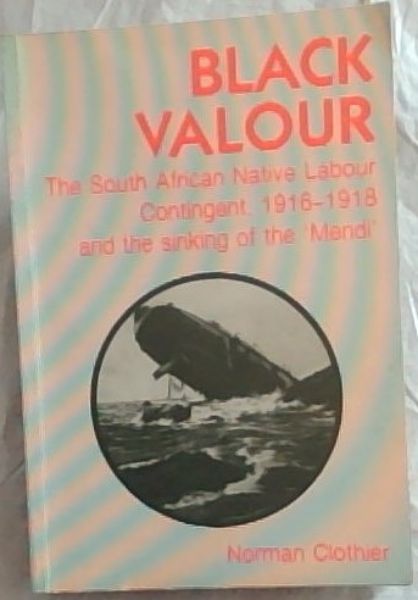 BLACK
VALOUR
The South African Native Labour
Contingent, 1916–1918
and the sinking of the 'Mendi'
Norman Clothier